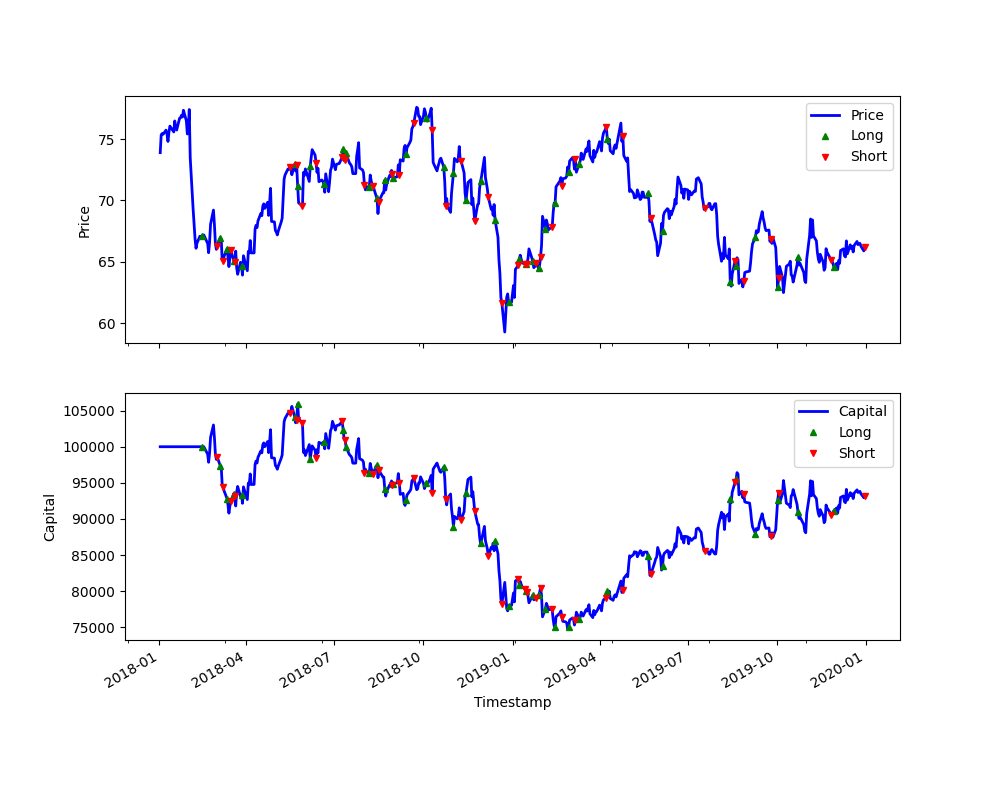 Price
75
70
65
60
Price
Long
Short
Capital
105000
100000
95000
90000
85000
80000
75000
Capital
Long
Short
2018-01
2018-04
2018-07
2018-10
2019-01
2019-04
2019-07
2019-10
2020-01
Timestamp